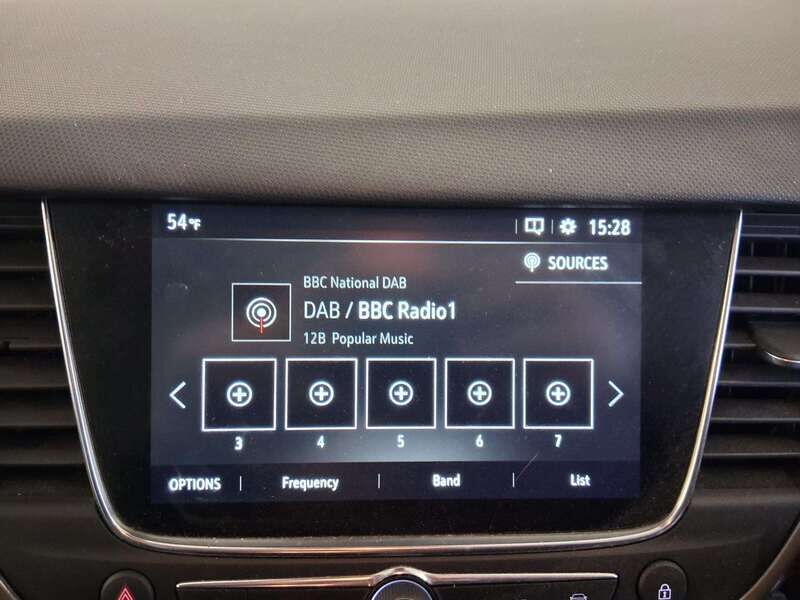 54°F 15:28
SOURCES
BBC National DAB
DAB / BBC Radio1
12B Popular Music
3 4 5 6 7
OPTIONS Frequency Band List